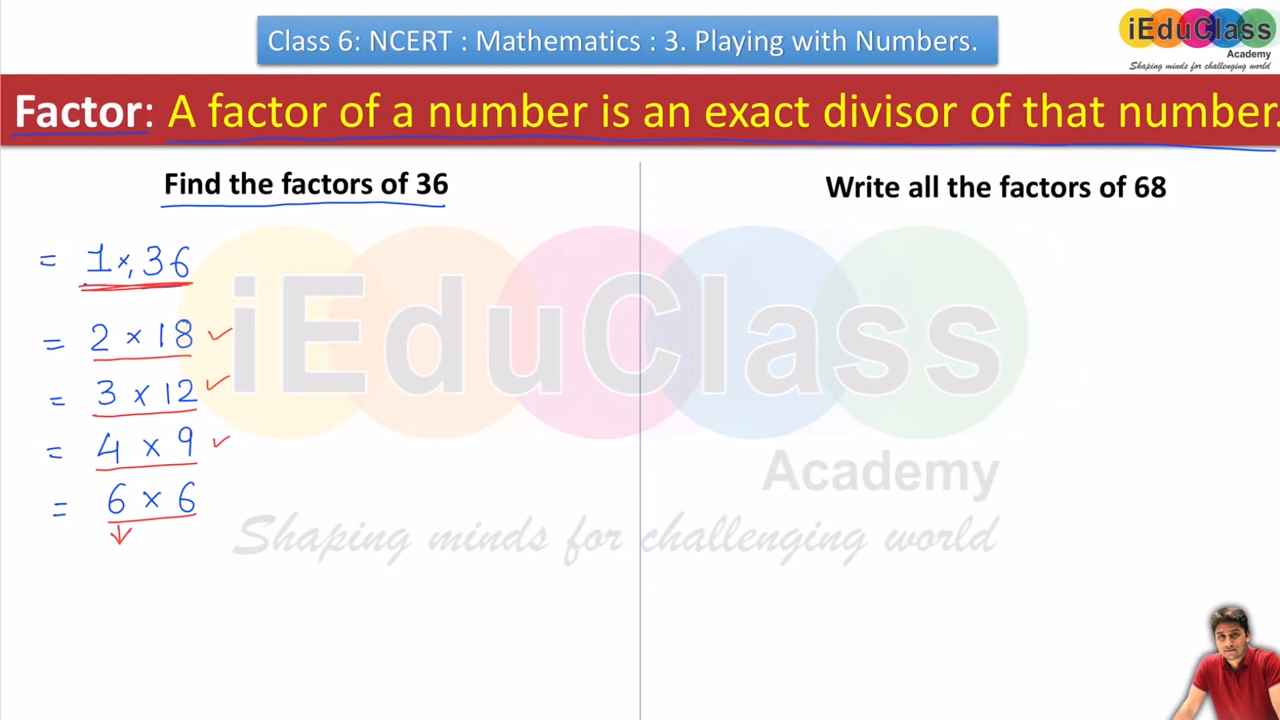 Class 6: NCERT : Mathematics : 3. Playing with Numbers.
iEduClass
Academy
Shaping minds for challenging world
Factor: A factor of a number is an exact divisor of that number.
Find the factors of 36
= 1 × 36
= 2 × 18 ✓
= 3 × 12 ✓
= 4 × 9 ✓
= 6 × 6
Write all the factors of 68
iEduClass
Academy
Shaping minds for challenging world